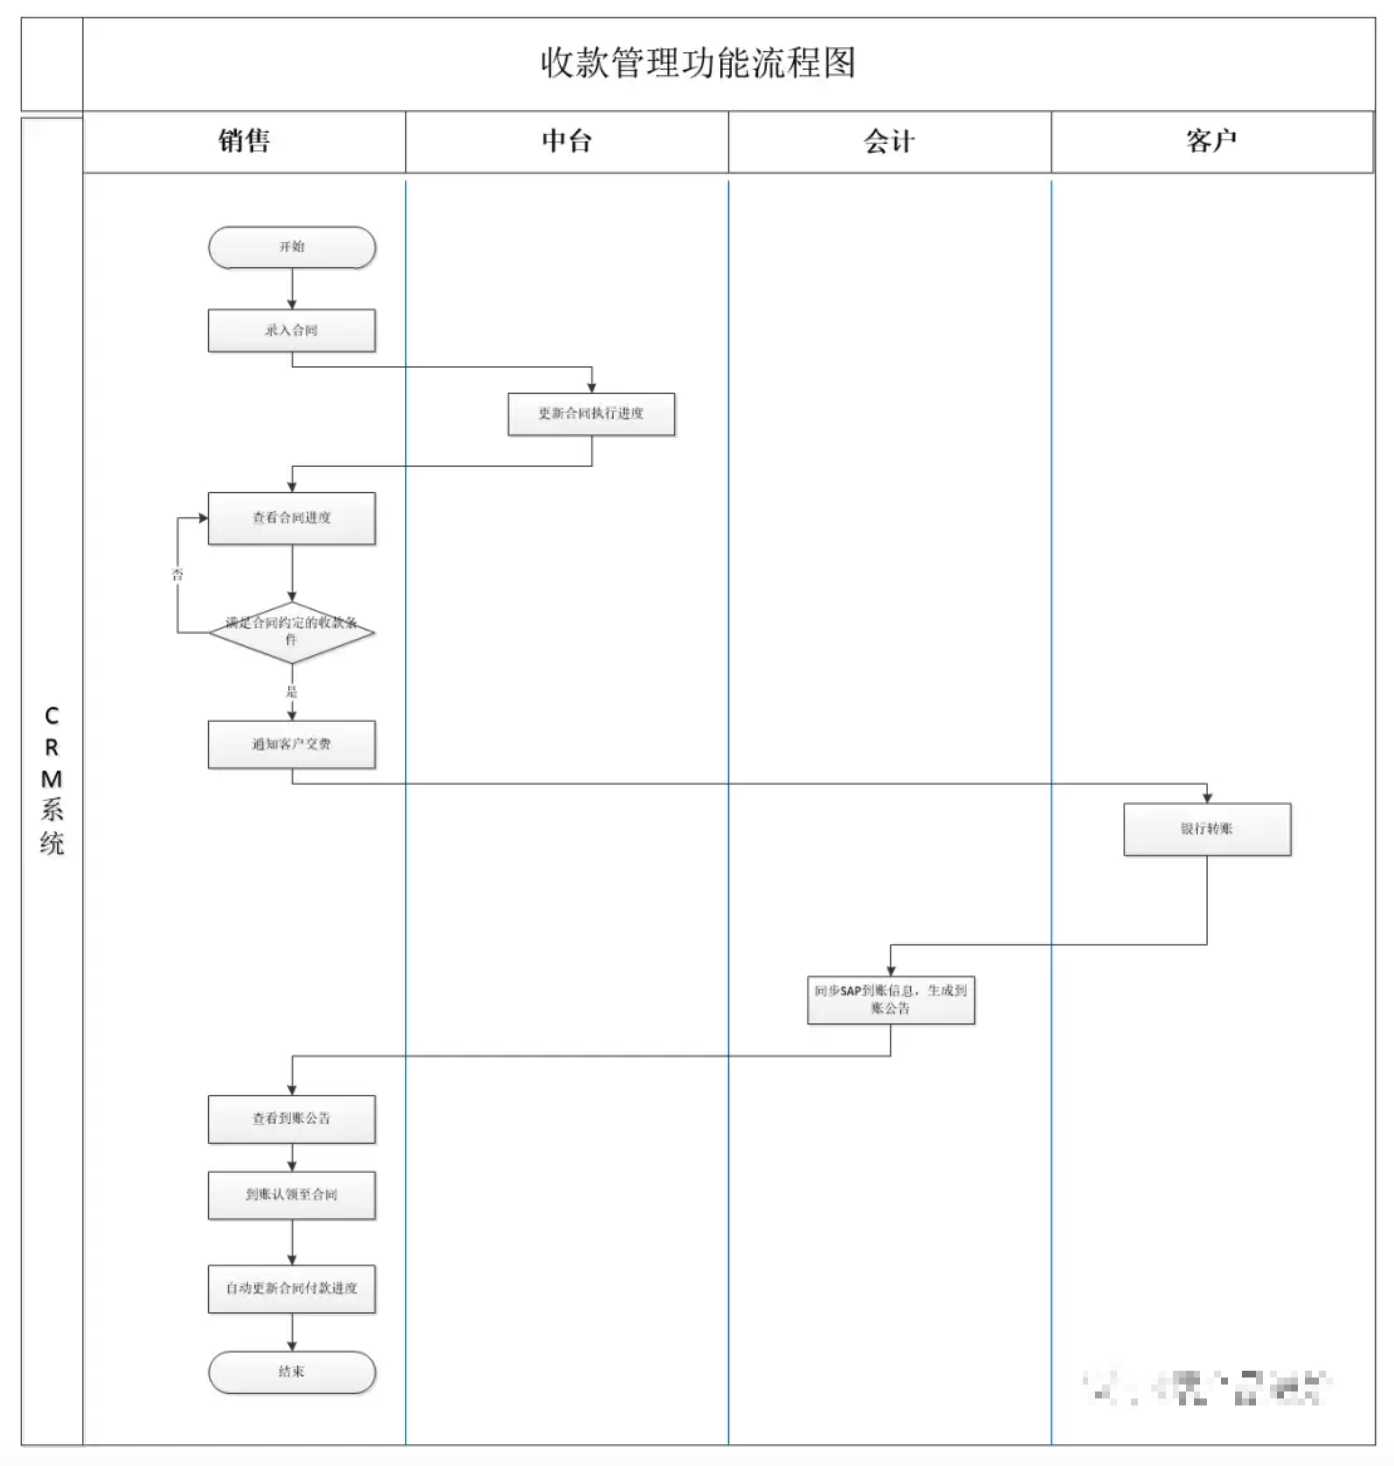 收款管理功能流程图
销售
中台
会计
客户
C
R
M
系
统
开始
录入合同
更新合同执行进度
查看合同进度
否
满足合同约定的收款条
件
是
通知客户交费
银行转账
同步SAP到账信息，生成到
账公告
查看到账公告
到账认领至合同
自动更新合同付款进度
结束